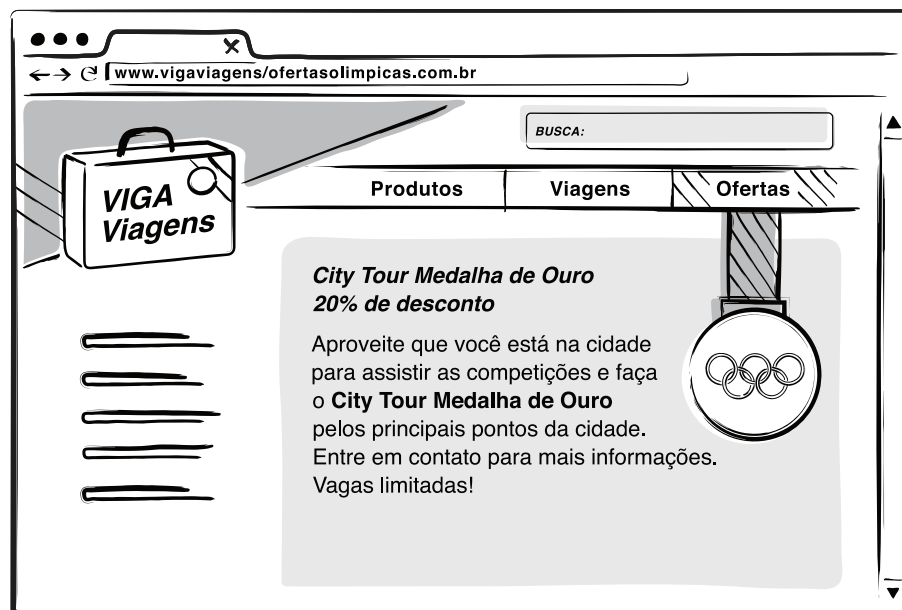 www.vigaviagens/ofertasolimpicas.com.br
BUSCA:
VIGA
Viagens
Produtos
Viagens
Ofertas
City Tour Medalha de Ouro
20% de desconto
Aproveite que você está na cidade
para assistir as competições e faça
o City Tour Medalha de Ouro
pelos principais pontos da cidade.
Entre em contato para mais informações.
Vagas limitadas!